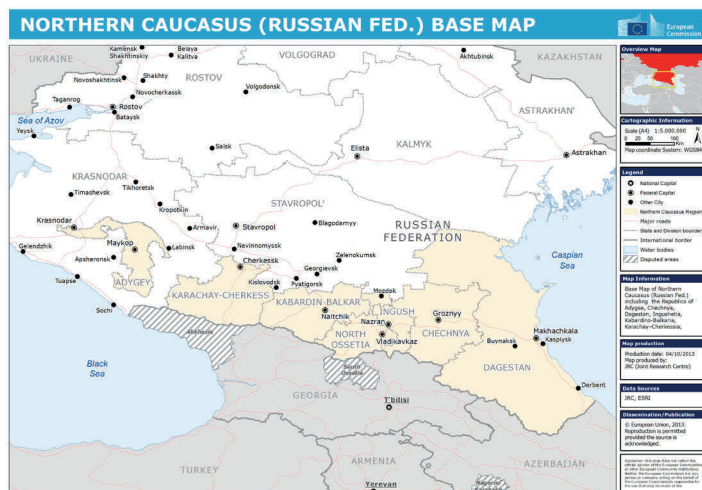 NORTHERN CAUCASUS (RUSSIAN FED.) BASE MAP
European
Commission
UKRAINE
Kamensk
Shakhtinskiy
Belaya
Kalitva
VOLGOGRAD
Akhtubinsk
KAZAKHSTAN
Novoshakhtinsk
Shakhty
ROSTOV
Novocherkassk
Volgodonsk
Taganrog
Rostov
Bataysk
ASTRAKHAN'
Sea of Azov
Yeysk
Salsk
Elista
KALMYK
Astrakhan
KRASNODAR
Tikhoretsk
Timashevsk
STAVROPOL'
Kropotkin
Krasnodar
Armavir
Stavropol
Blagodarnyy
RUSSIAN
FEDERATION
Gelendzhik
Maykop
Labinsk
Nevinnomyssk
Apsheronsk
Cherkessk
Zelenokumsk
Georgievsk
Caspian
Sea
Tuapse
ADYGEY
Kislovodsk
Pyatigorsk
KARACHAY-CHERKESS
KABARDIN-BALKAR
Mozdok
Sochi
Naltchik
INGUSH
Groznyy
Nazran
CHECHNYA
Makhachkala
Abkhazia
NORTH
OSSETIA
Vladikavkaz
Buynaksk
Kaspiysk
Black
Sea
South
Ossetia
DAGESTAN
Derbent
GEORGIA
T'bilisi
TURKEY
ARMENIA
AZERBAIJAN
Yerevan
Overview Map
Cartographic Information
Scale (A4) 1:5.000.000
0 25 50 100
Km
N
Map coordinate System: WGS84
Legend
National Capital
Federal Capital
Other City
Northern Caucasus Region
Major roads
State and Division boundary
International border
Water bodies
Disputed areas
Map Information
Base Map of Northern
Caucasus (Russian Fed.)
including the Republics of
Adygea, Chechnya,
Dagestan, Ingushetia,
Kabardino-Balkaria,
Karachay-Cherkessia,
Map production
Production date: 04/10/2013
Map produced by:
JRC (Joint Research Centre)
Data Sources
JRC, ESRI
Dissemination/Publication
© European Union, 2013.
Reproduction is permitted
provided the source is
acknowledged.